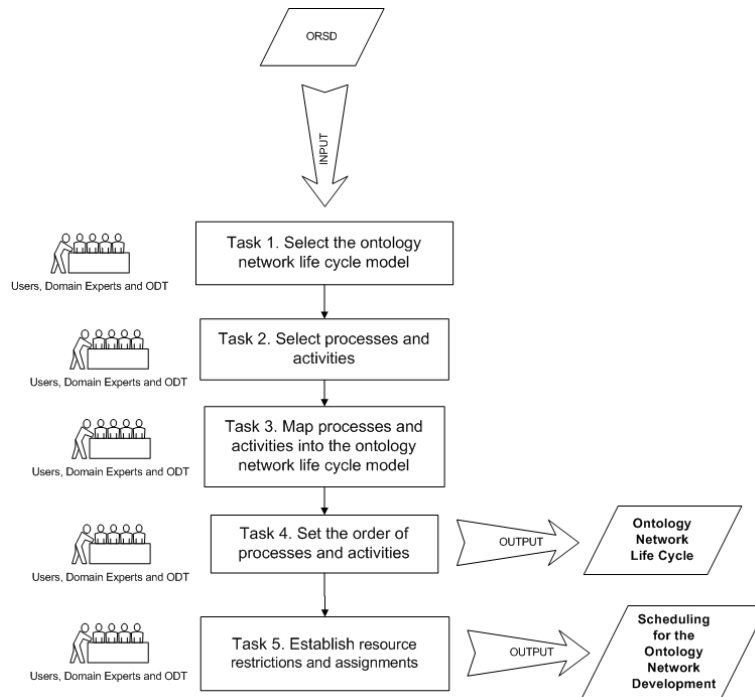 ORSD
INPUT
Task 1. Select the ontology
network life cycle model
Users, Domain Experts and ODT
Task 2. Select processes and
activities
Users, Domain Experts and ODT
Task 3. Map processes and
activities into the ontology
network life cycle model
Users, Domain Experts and ODT
Task 4. Set the order of
processes and activities
OUTPUT
Ontology
Network
Life Cycle
Users, Domain Experts and ODT
Task 5. Establish resource
restrictions and assignments
OUTPUT
Scheduling
for the
Ontology
Network
Development
Users, Domain Experts and ODT